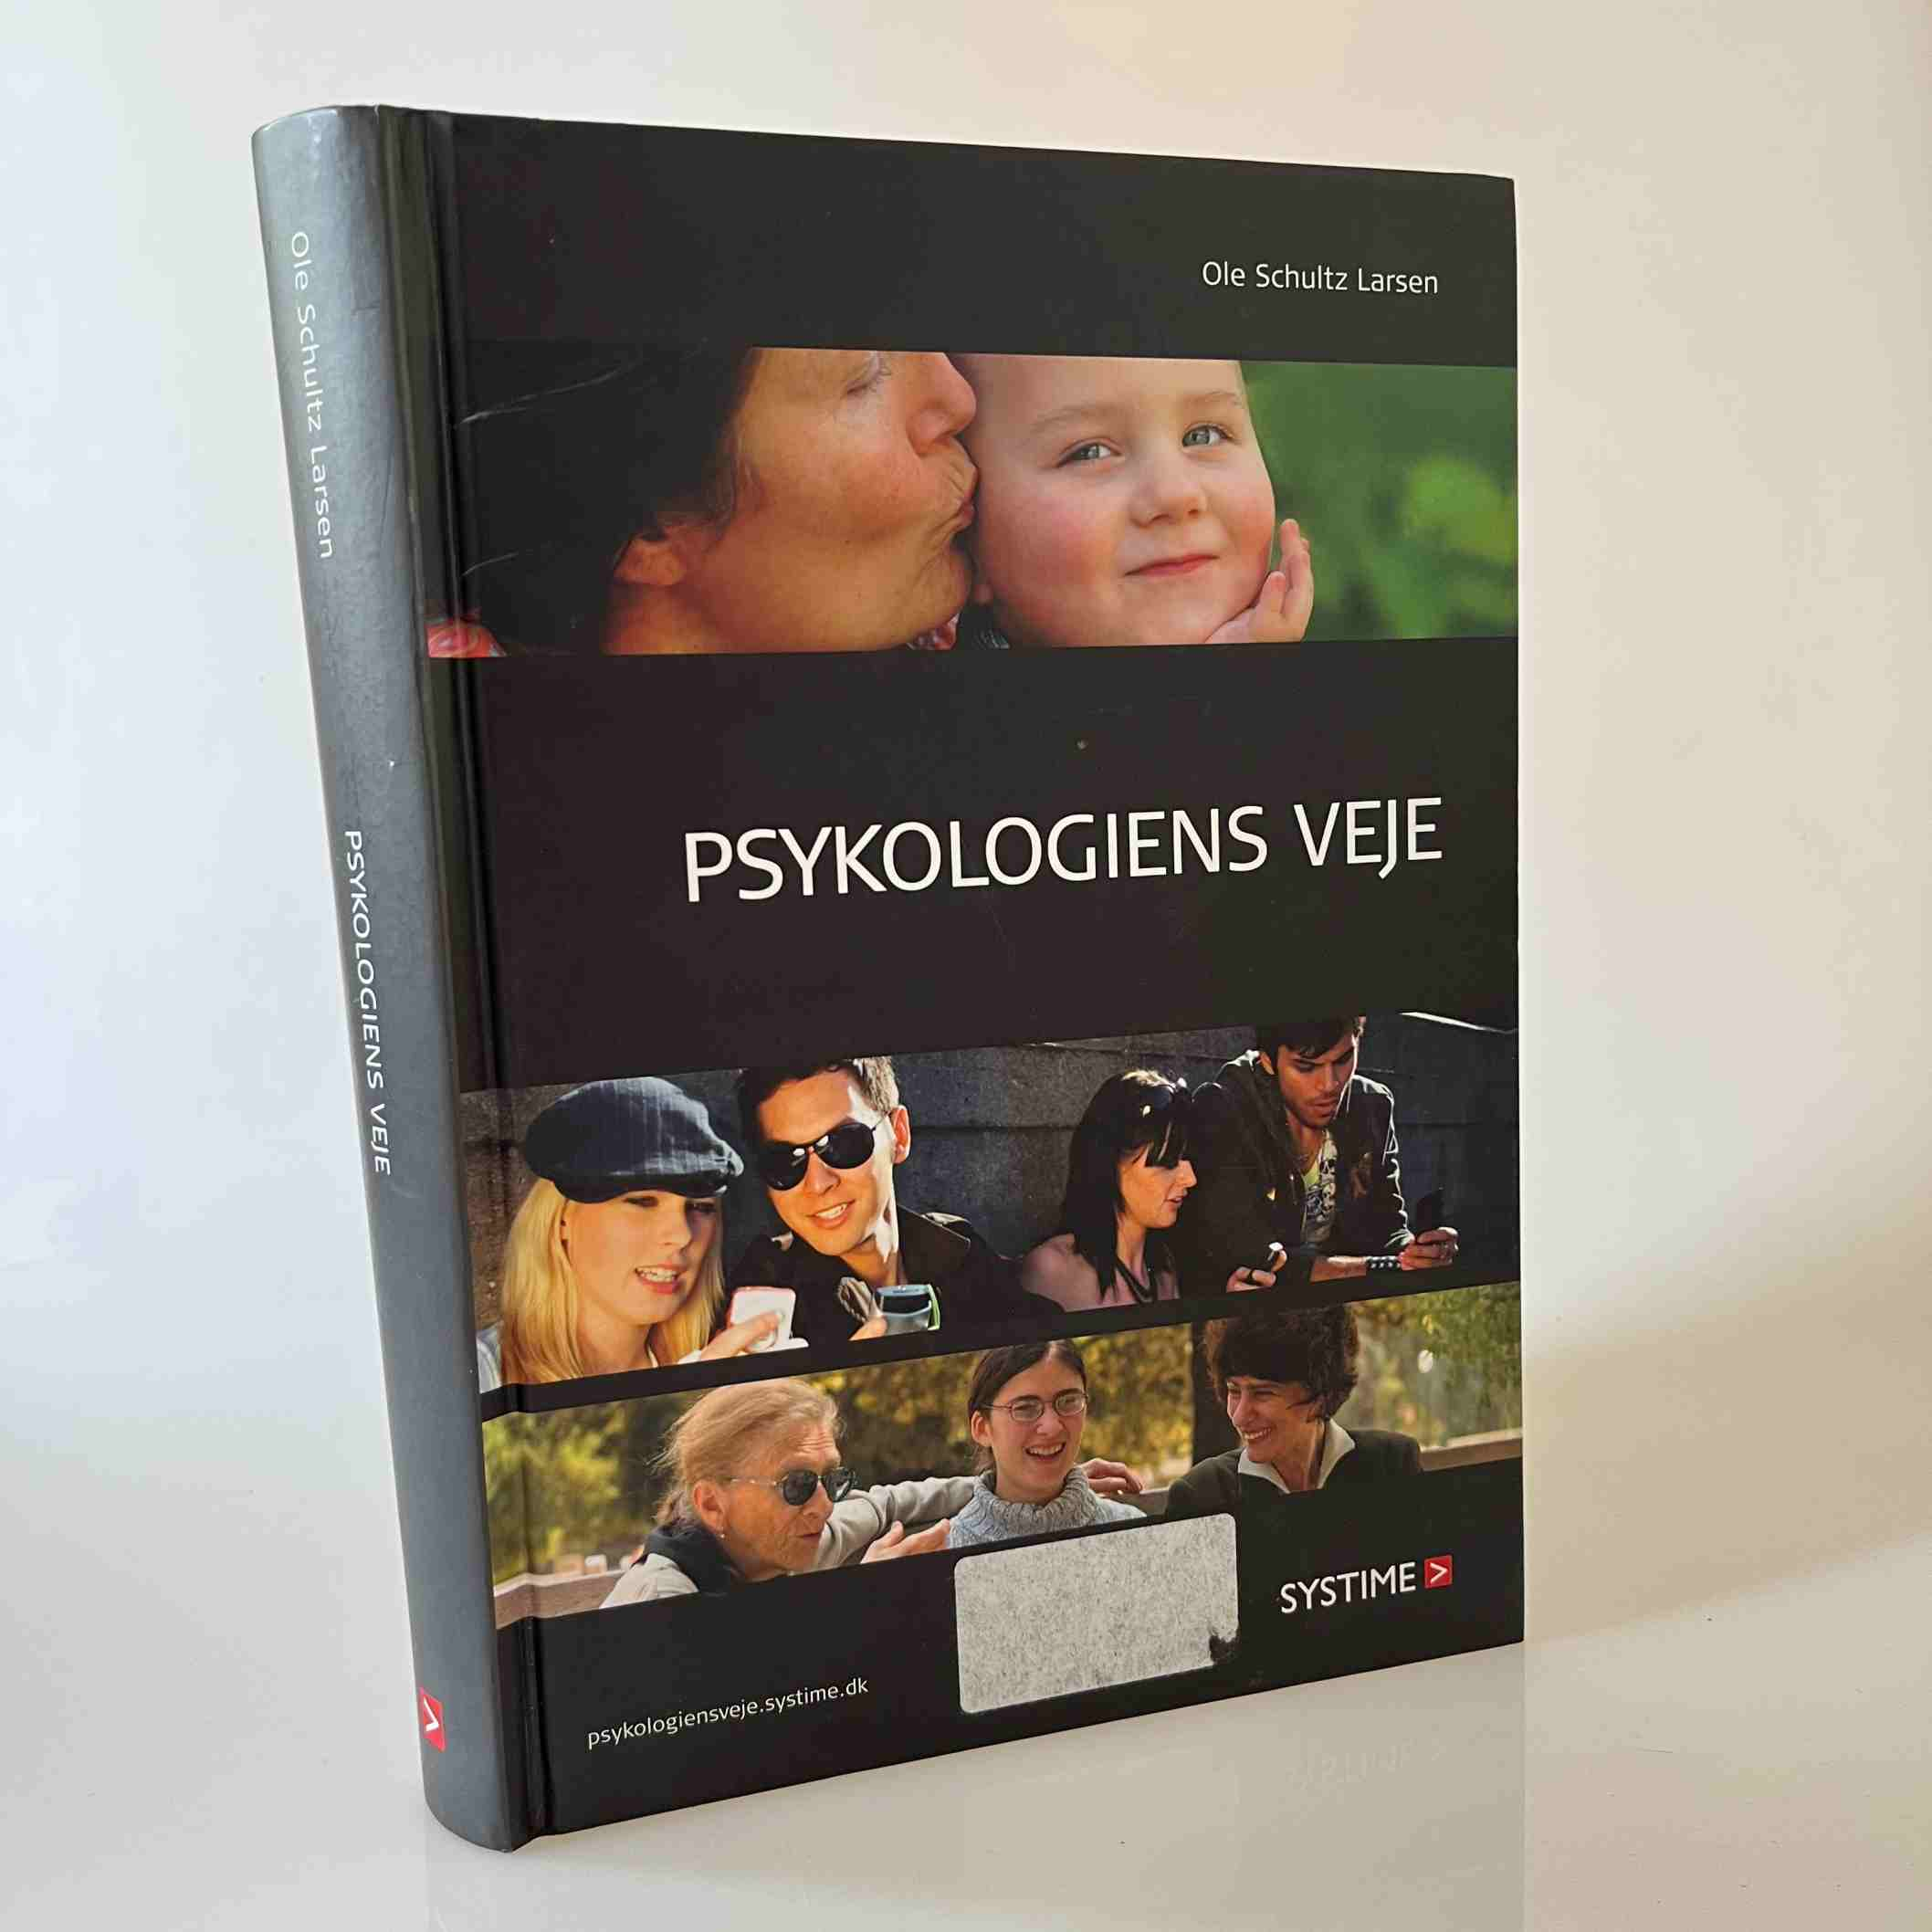 Ole Schultz Larsen
PSYKOLOGIENS VEJE
Ole Schultz Larsen
PSYKOLOGIENS VEJE
SYSTIME >
psykologiensveje.systime.dk